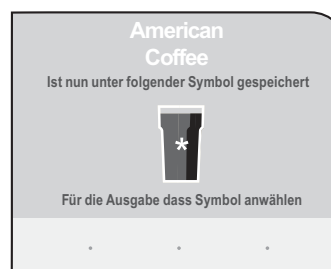 American
Coffee
Ist nun unter folgender Symbol gespeichert
*
Für die Ausgabe dass Symbol anwählen